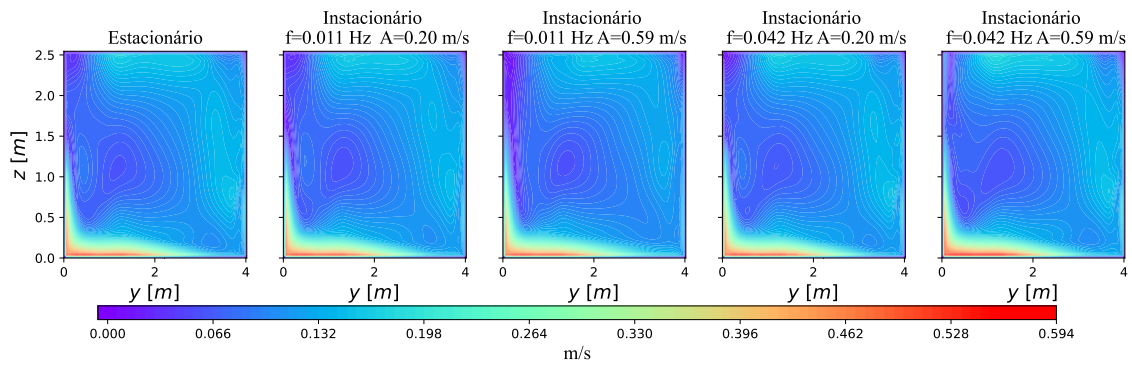 Estacionário
Instacionário
f=0.011 Hz  A=0.20 m/s
Instacionário
f=0.011 Hz A=0.59 m/s
Instacionário
f=0.042 Hz A=0.20 m/s
Instacionário
f=0.042 Hz A=0.59 m/s
z [m]
2.5
2.0
1.5
1.0
0.5
0.0
0 2 4
0 2 4
0 2 4
0 2 4
0 2 4
y [m]
y [m]
y [m]
y [m]
y [m]
0.000 0.066 0.132 0.198 0.264 0.330 0.396 0.462 0.528 0.594
m/s